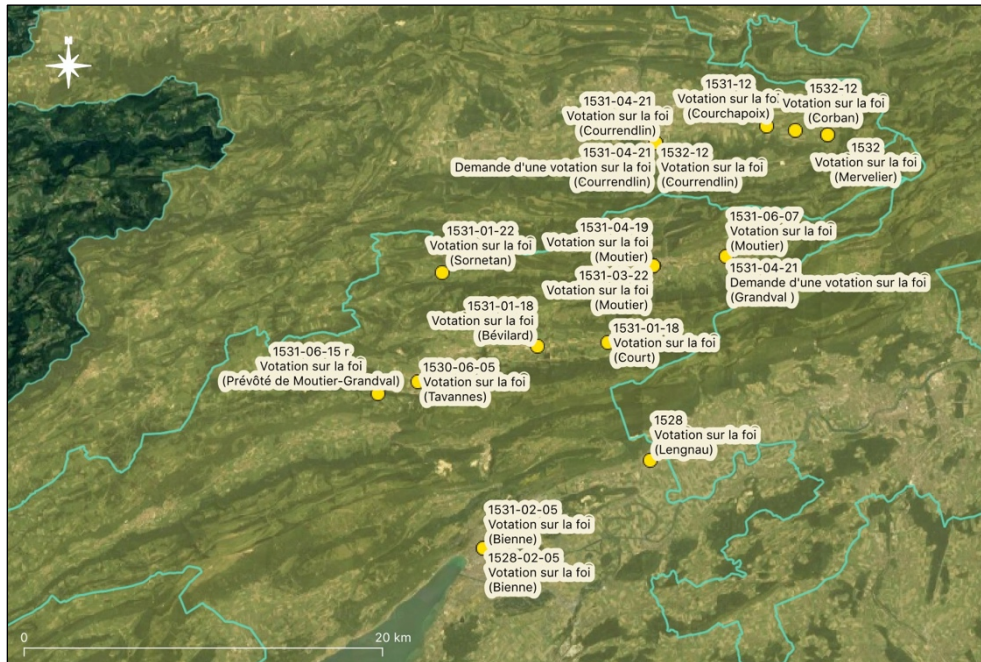 N
1531-12
Votation sur la foi
(Courchapoix)
1532-12
Votation sur la foi
(Corban)
1531-04-21
Votation sur la foi
(Courrendlin)
1531-04-21
Demande d'une votation sur la foi
(Courrendlin)
1532-12
Votation sur la foi
(Courrendlin)
1532
Votation sur la foi
(Mervelier)
1531-01-22
Votation sur la foi
(Sornetan)
1531-04-19
Votation sur la foi
(Moutier)
1531-03-22
Votation sur la foi
(Moutier)
1531-06-07
Votation sur la foi
(Moutier)
1531-04-21
Demande d'une votation sur la foi
(Grandval )
1531-01-18
Votation sur la foi
(Bévilard)
1531-01-18
Votation sur la foi
(Court)
1531-06-15 r
Votation sur la foi
(Prévôté de Moutier-Grandval)
1530-06-05
Votation sur la foi
(Tavannes)
1528
Votation sur la foi
(Lengnau)
1531-02-05
Votation sur la foi
(Bienne)
1528-02-05
Votation sur la foi
(Bienne)
0 20 km